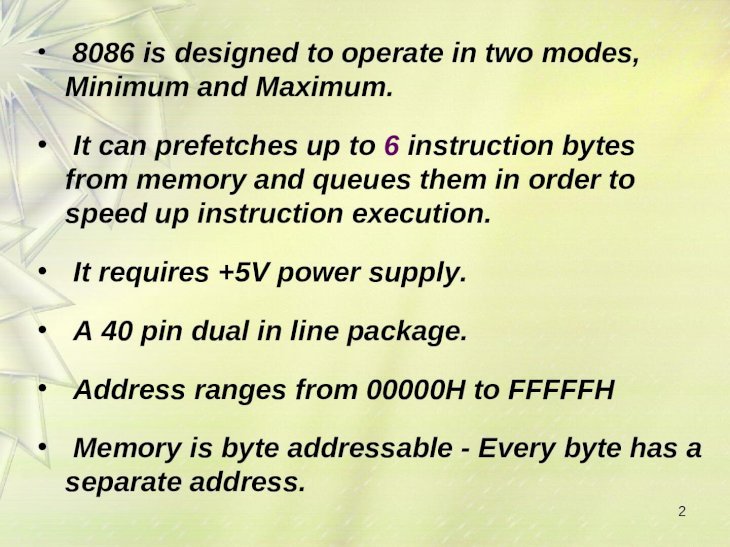 • 8086 is designed to operate in two modes,
Minimum and Maximum.
• It can prefetches up to 6 instruction bytes
from memory and queues them in order to
speed up instruction execution.
• It requires +5V power supply.
• A 40 pin dual in line package.
• Address ranges from 00000H to FFFFFH
• Memory is byte addressable - Every byte has a
separate address.
2